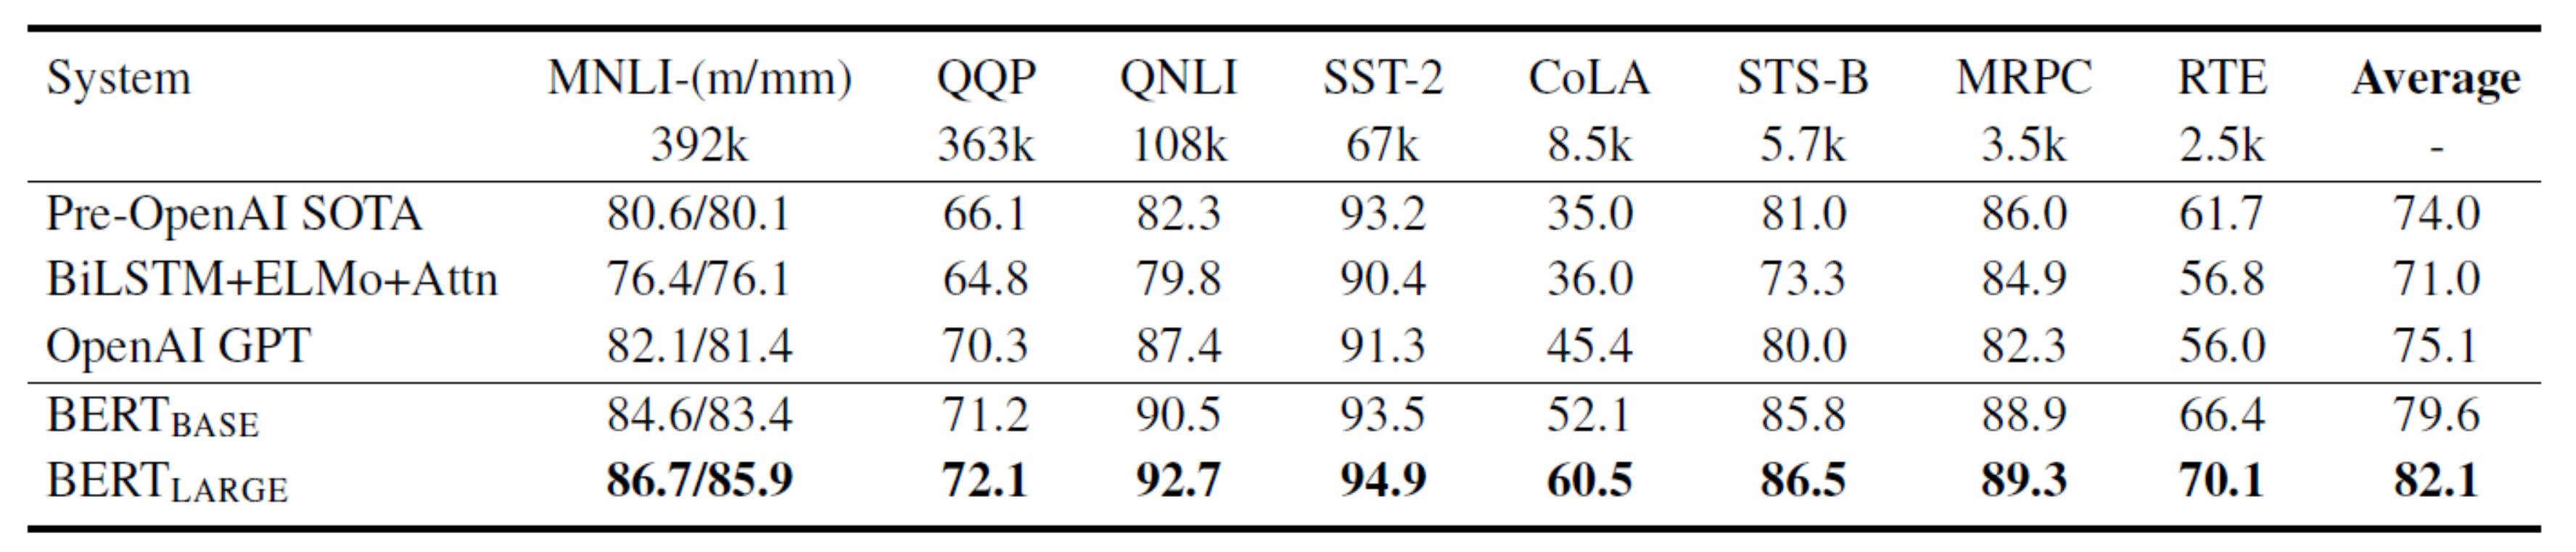 System MNLI-(m/mm) QQP QNLI SST-2 CoLA STS-B MRPC RTE Average
392k 363k 108k 67k 8.5k 5.7k 3.5k 2.5k -
Pre-OpenAI SOTA 80.6/80.1 66.1 82.3 93.2 35.0 81.0 86.0 61.7 74.0
BiLSTM+ELMo+Attn 76.4/76.1 64.8 79.8 90.4 36.0 73.3 84.9 56.8 71.0
OpenAI GPT 82.1/81.4 70.3 87.4 91.3 45.4 80.0 82.3 56.0 75.1
BERTBASE 84.6/83.4 71.2 90.5 93.5 52.1 85.8 88.9 66.4 79.6
BERTLARGE 86.7/85.9 72.1 92.7 94.9 60.5 86.5 89.3 70.1 82.1